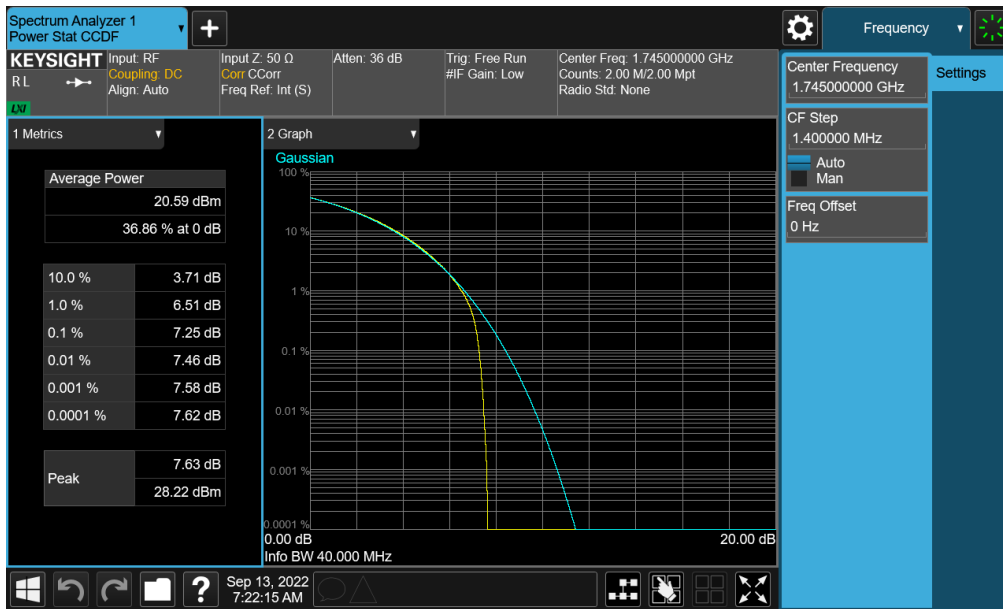 Spectrum Analyzer 1
Power Stat CCDF
Frequency
KEYSIGHT
R L
LXI
Input: RF
Coupling: DC
Align: Auto
Input Z: 50 Ω
Corr CCorr
Freq Ref: Int (S)
Atten: 36 dB
Trig: Free Run
#IF Gain: Low
Center Freq: 1.745000000 GHz
Counts: 2.00 M/2.00 Mpt
Radio Std: None
Center Frequency
1.745000000 GHz
Settings
CF Step
1.400000 MHz
Auto
Man
Freq Offset
0 Hz
1 Metrics
Average Power
20.59 dBm
36.86 % at 0 dB
10.0 % 3.71 dB
1.0 % 6.51 dB
0.1 % 7.25 dB
0.01 % 7.46 dB
0.001 % 7.58 dB
0.0001 % 7.62 dB
Peak
7.63 dB
28.22 dBm
2 Graph
Gaussian
100 %
10 %
1 %
0.1 %
0.01 %
0.001 %
0.0001 %
0.00 dB 20.00 dB
Info BW 40.000 MHz
?
Sep 13, 2022
7:22:15 AM